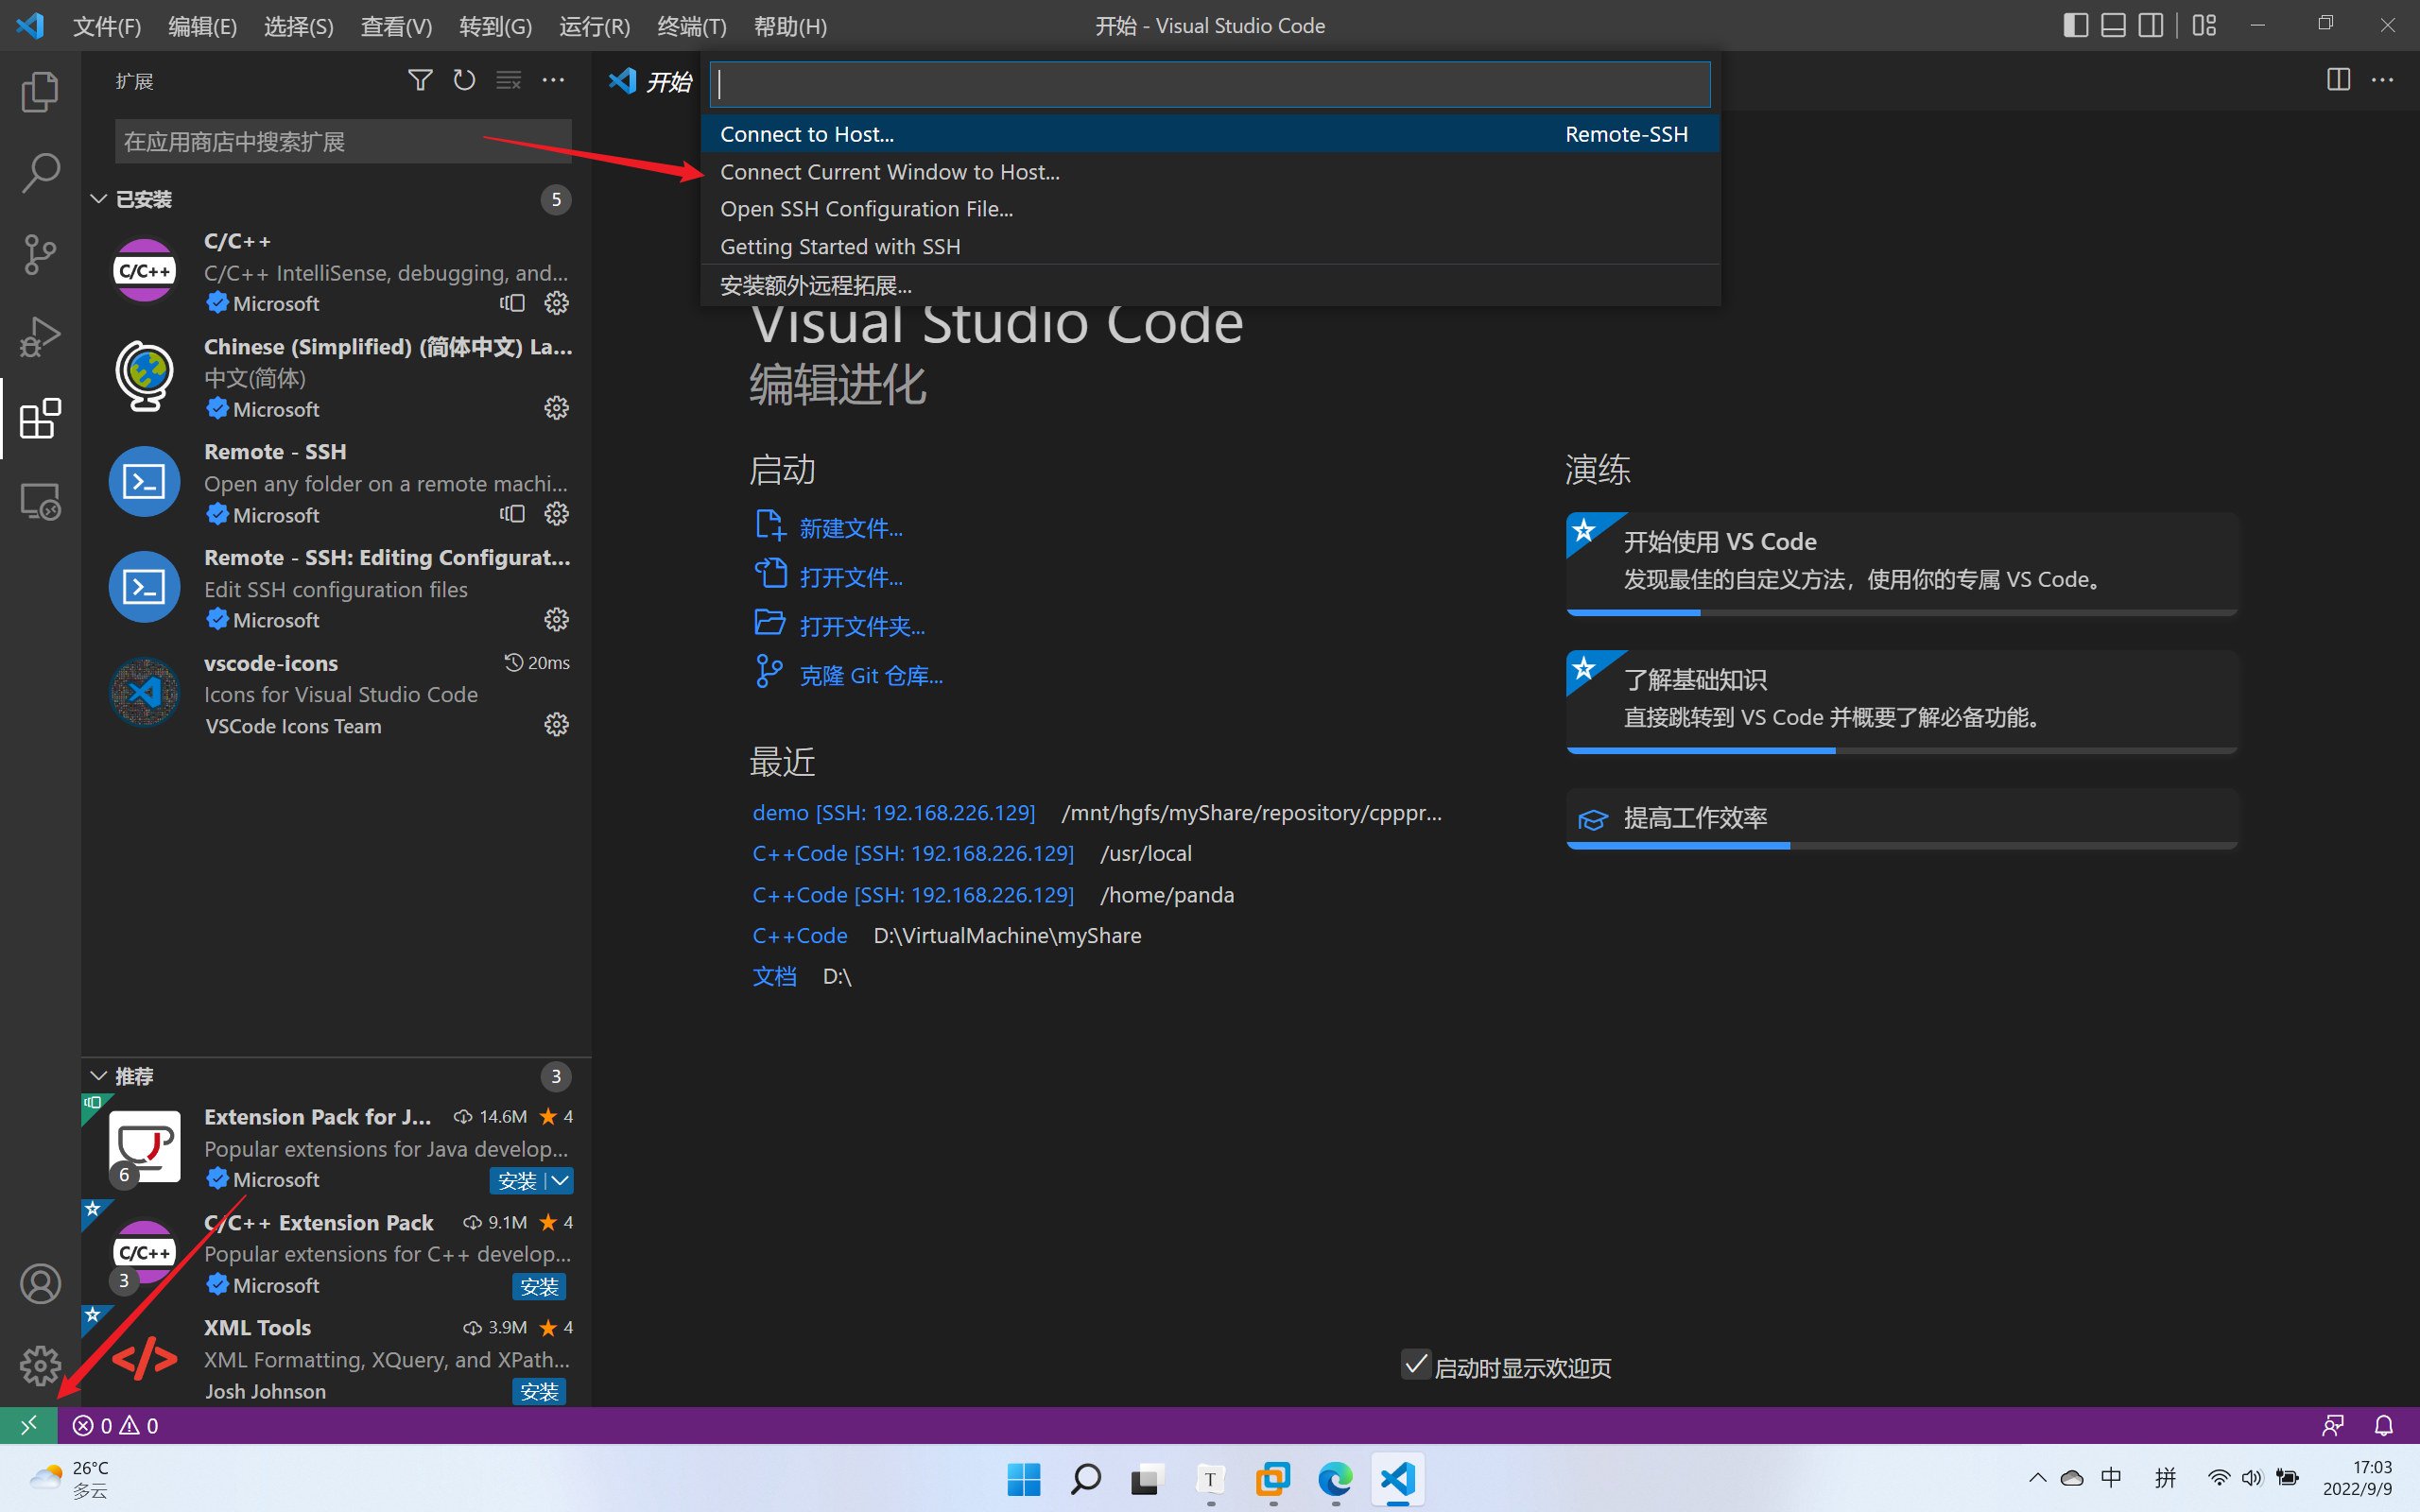 文件(F) 编辑(E) 选择(S) 查看(V) 转到(G) 运行(R) 终端(T) 帮助(H)
开始 - Visual Studio Code
扩展
在应用商店中搜索扩展
已安装 5
C/C++
C/C++
C/C++ IntelliSense, debugging, and...
Microsoft
Chinese (Simplified) (简体中文) La...
中文(简体)
Microsoft
Remote - SSH
Open any folder on a remote machi...
Microsoft
Remote - SSH: Editing Configurat...
Edit SSH configuration files
Microsoft
vscode-icons 20ms
Icons for Visual Studio Code
VSCode Icons Team
推荐 3
Extension Pack for J... 14.6M 4
Popular extensions for Java develop...
6
Microsoft 安装
C/C++ Extension Pack 9.1M 4
C/C++
Popular extensions for C++ develop...
3
Microsoft 安装
XML Tools 3.9M 4
XML Formatting, XQuery, and XPath...
Josh Johnson 安装
开始
Connect to Host... Remote-SSH
Connect Current Window to Host...
Open SSH Configuration File...
Getting Started with SSH
安装额外远程拓展...
Visual Studio Code
编辑进化
启动
新建文件...
打开文件...
打开文件夹...
克隆 Git 仓库...
最近
demo [SSH: 192.168.226.129] /mnt/hgfs/myShare/repository/cpppr...
C++Code [SSH: 192.168.226.129] /usr/local
C++Code [SSH: 192.168.226.129] /home/panda
C++Code D:\VirtualMachine\myShare
文档 D:\
演练
开始使用 VS Code
发现最佳的自定义方法，使用你的专属 VS Code。
了解基础知识
直接跳转到 VS Code 并概要了解必备功能。
提高工作效率
启动时显示欢迎页
0 0
26°C
多云
T
中 拼
17:03
2022/9/9